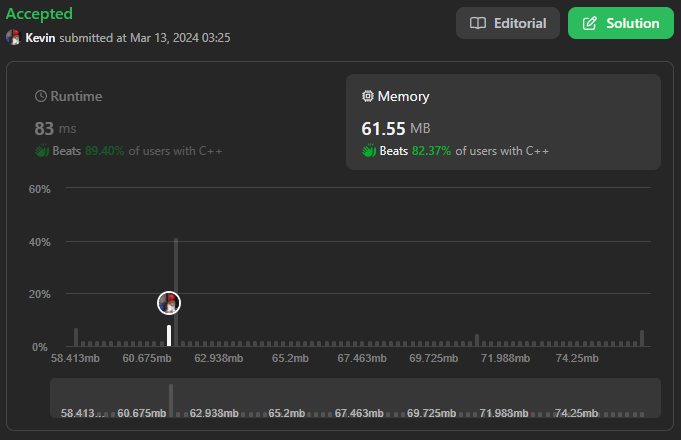 Accepted
Kevin submitted at Mar 13, 2024 03:25
Editorial
Solution
Runtime
83 ms
Beats 89.40% of users with C++
Memory
61.55 MB
Beats 82.37% of users with C++
60%
40%
20%
0%
58.413mb 60.675mb 62.938mb 65.2mb 67.463mb 69.725mb 71.988mb 74.25mb
58.413... 60.675mb 62.938mb 65.2mb 67.463mb 69.725mb 71.988mb 74.25mb